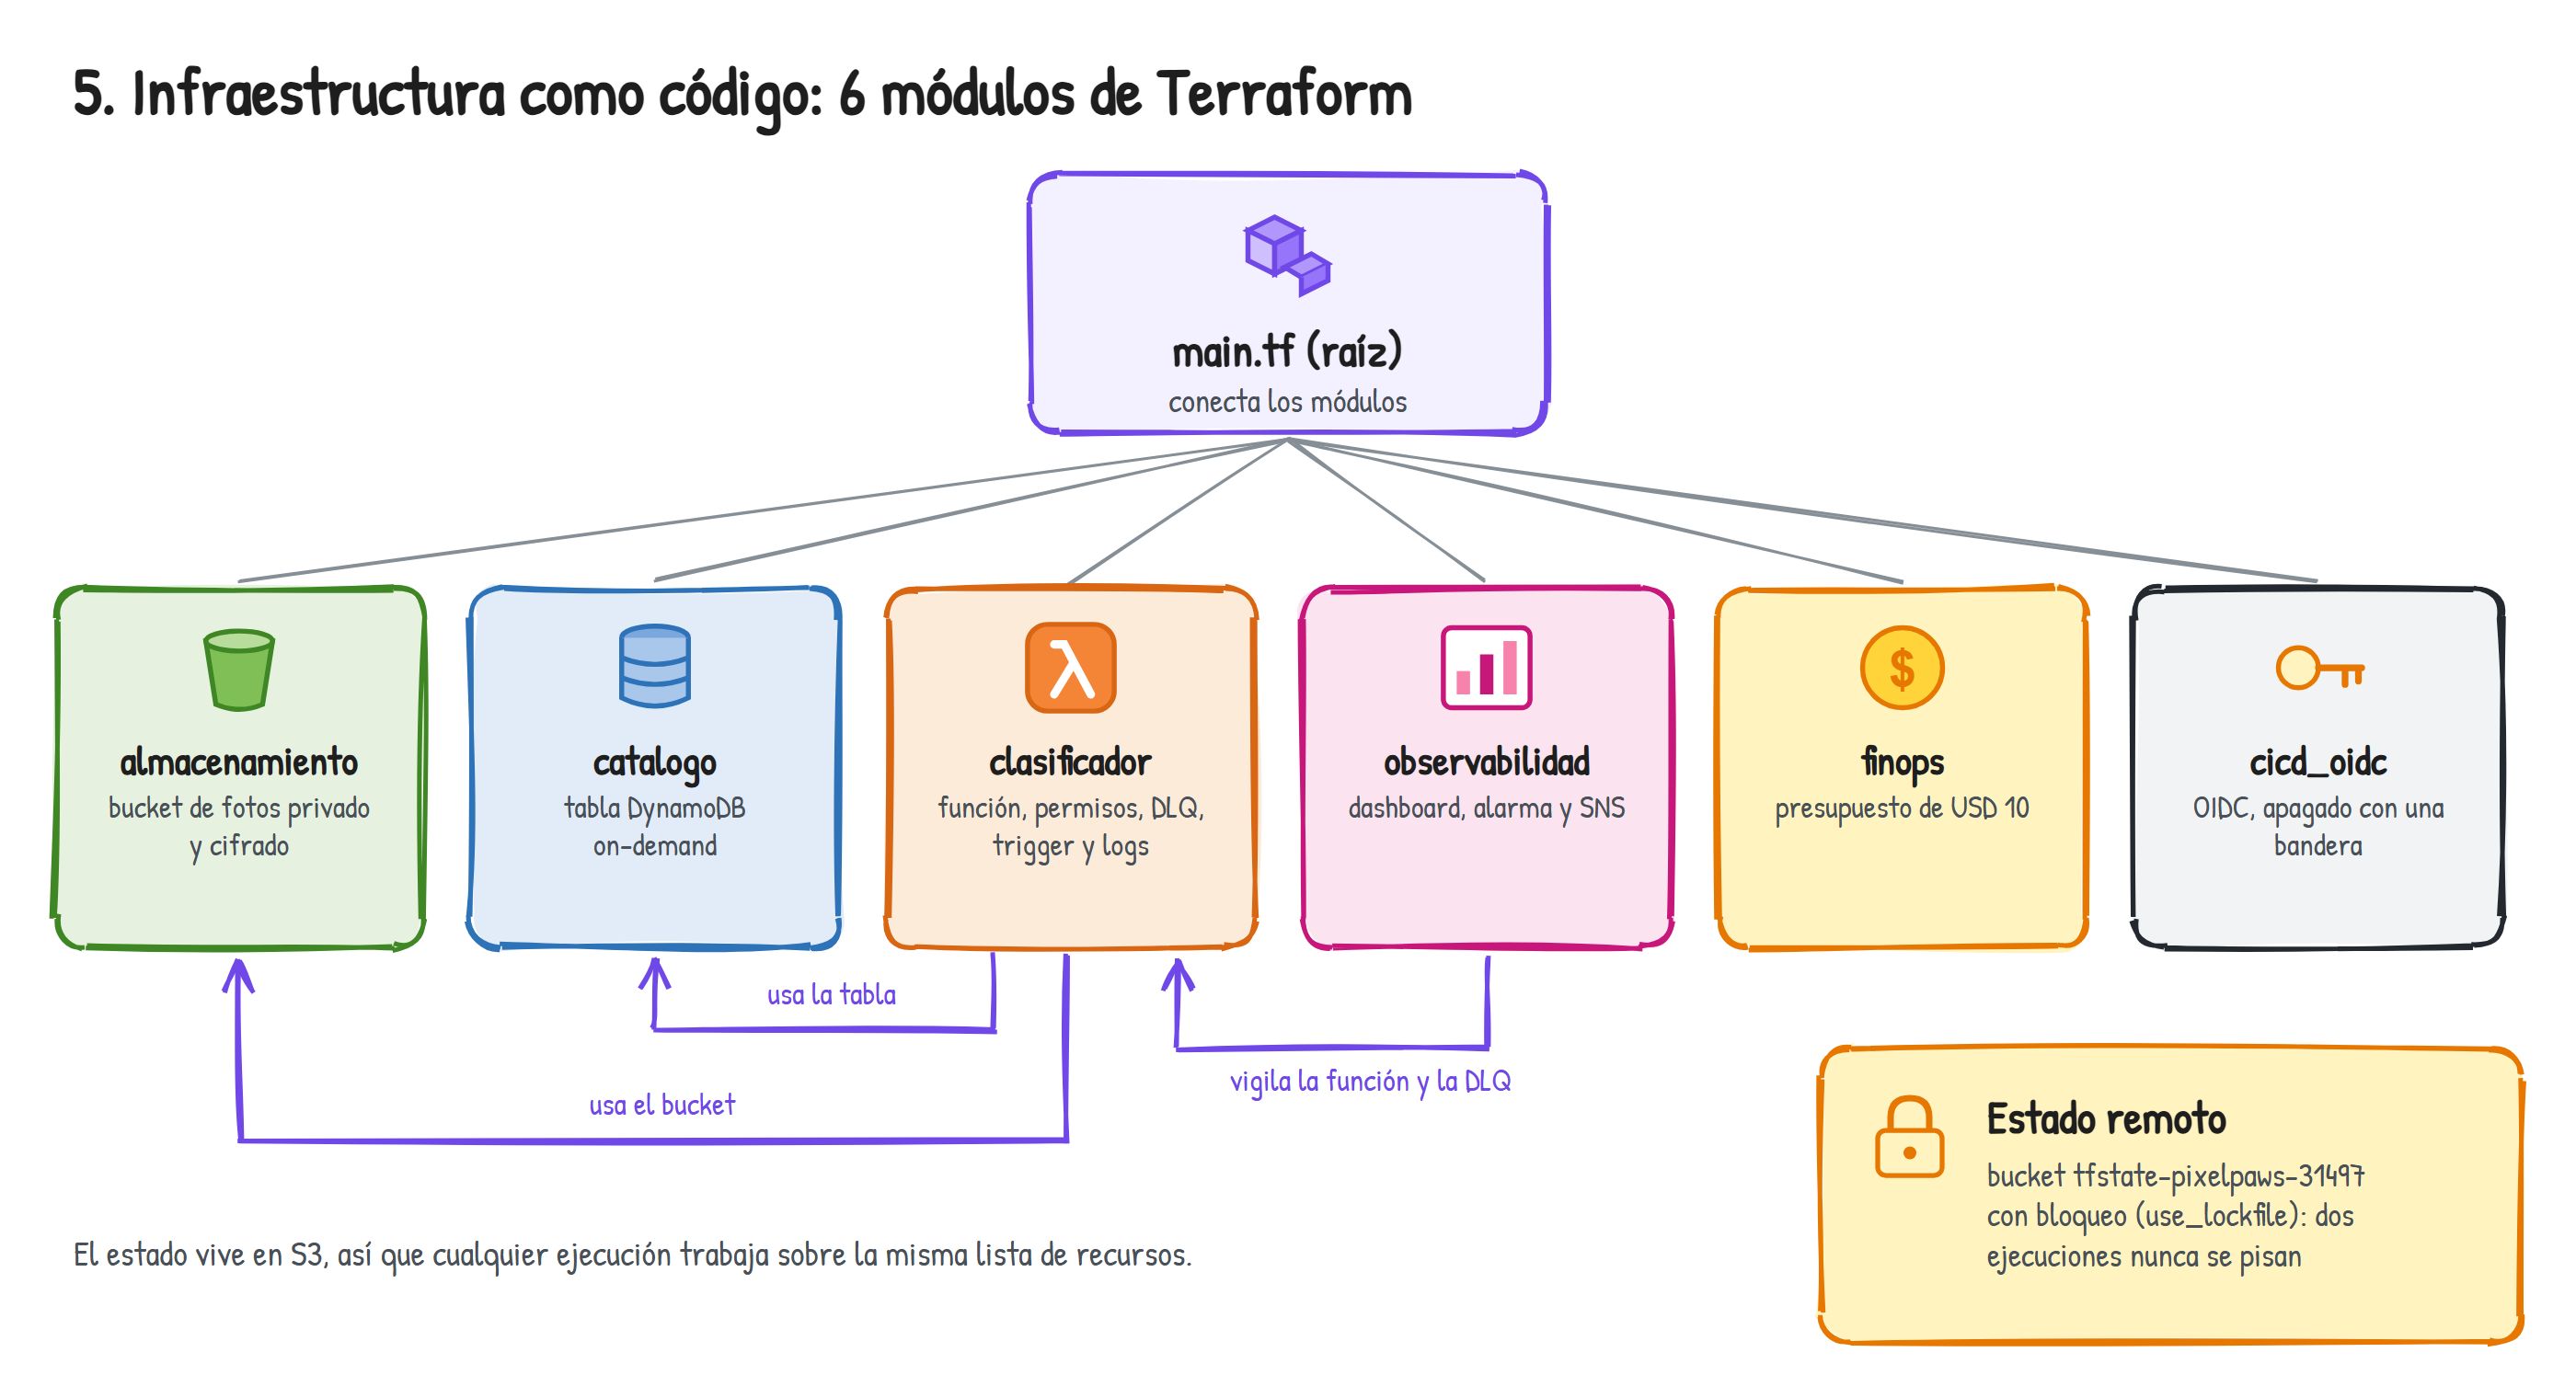 5. Infraestructura como código: 6 módulos de Terraform
main.tf (raíz)
conecta los módulos
almacenamiento
bucket de fotos privado
y cifrado
catalogo
tabla DynamoDB
on-demand
clasificador
función, permisos, DLQ,
trigger y logs
observabilidad
dashboard, alarma y SNS
$
finops
presupuesto de USD 10
cicd_oidc
OIDC, apagado con una
bandera
usa la tabla
usa el bucket
vigila la función y la DLQ
Estado remoto
bucket tfstate-pixelpaws-31497
con bloqueo (use_lockfile): dos
ejecuciones nunca se pisan
El estado vive en S3, así que cualquier ejecución trabaja sobre la misma lista de recursos.